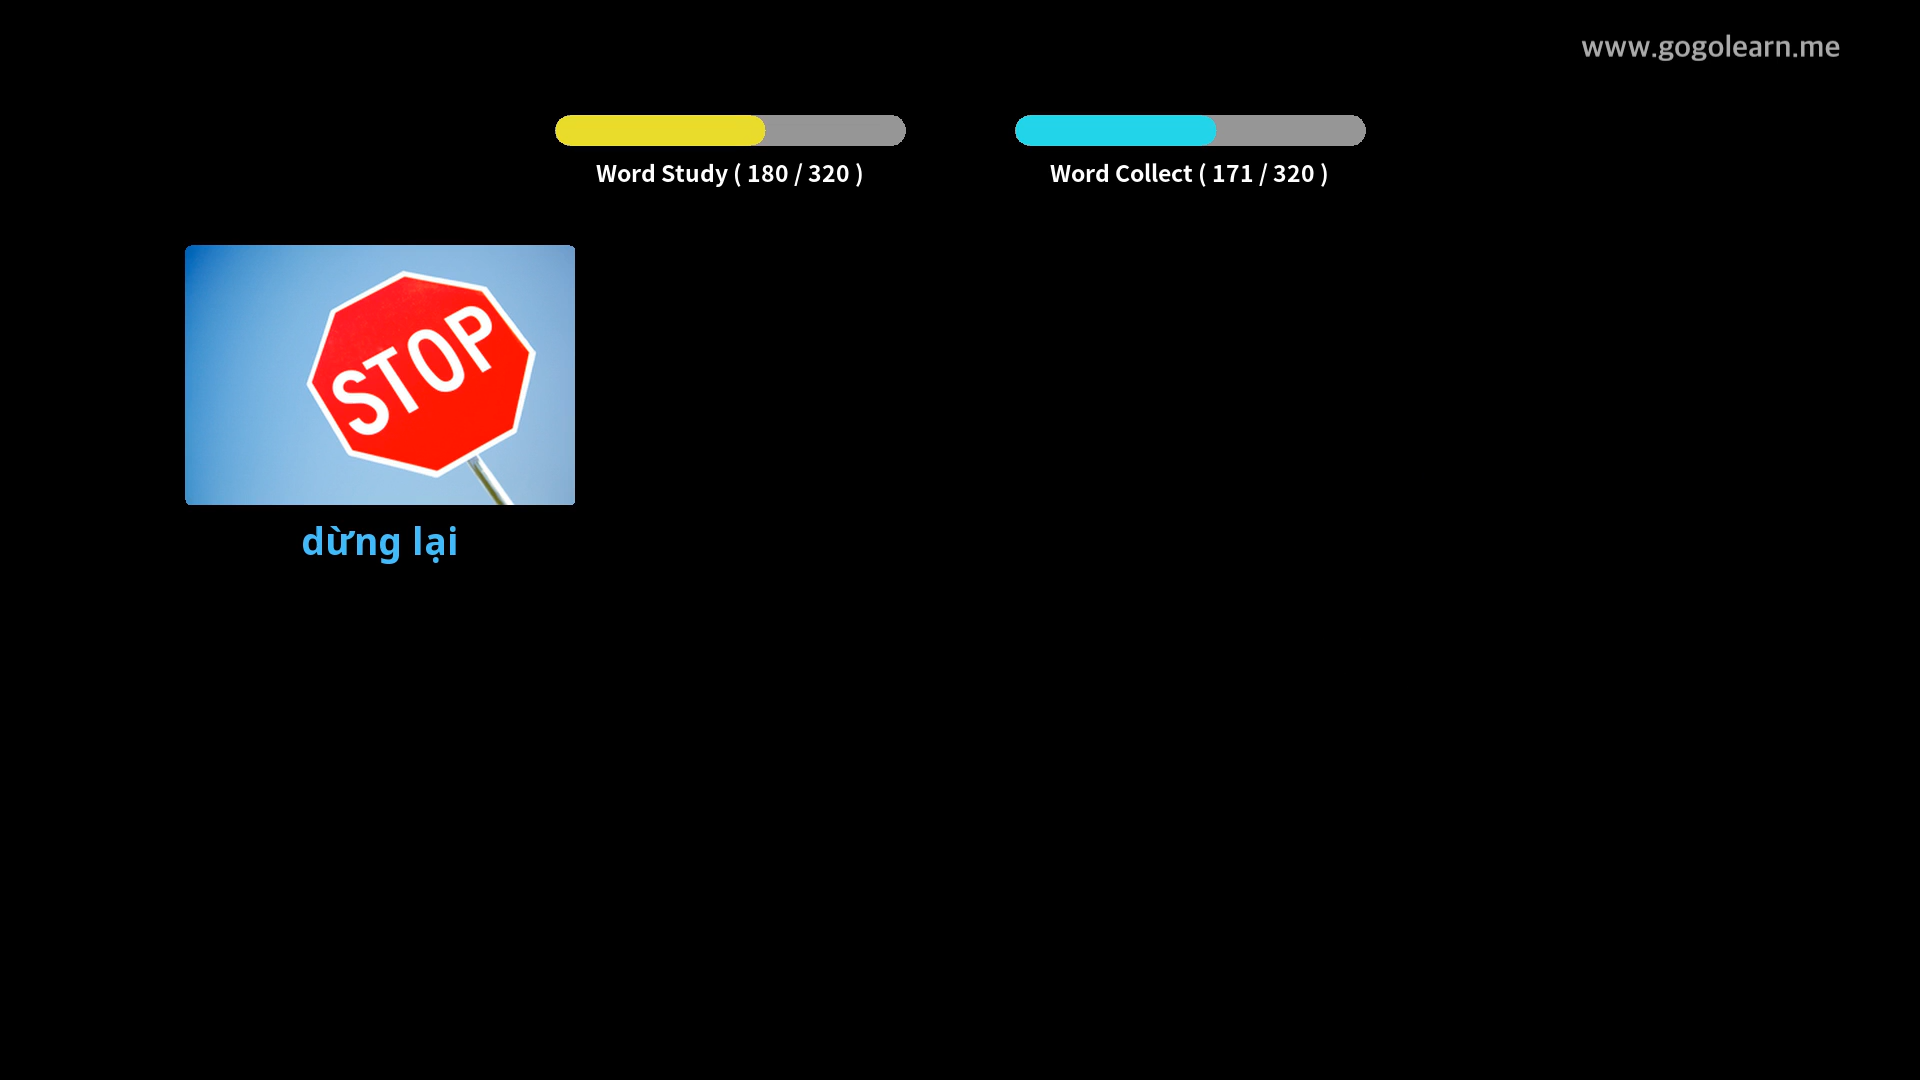 www.gogolearn.me
Word Study ( 180 / 320 )
Word Collect ( 171 / 320 )
STOP
dừng lại